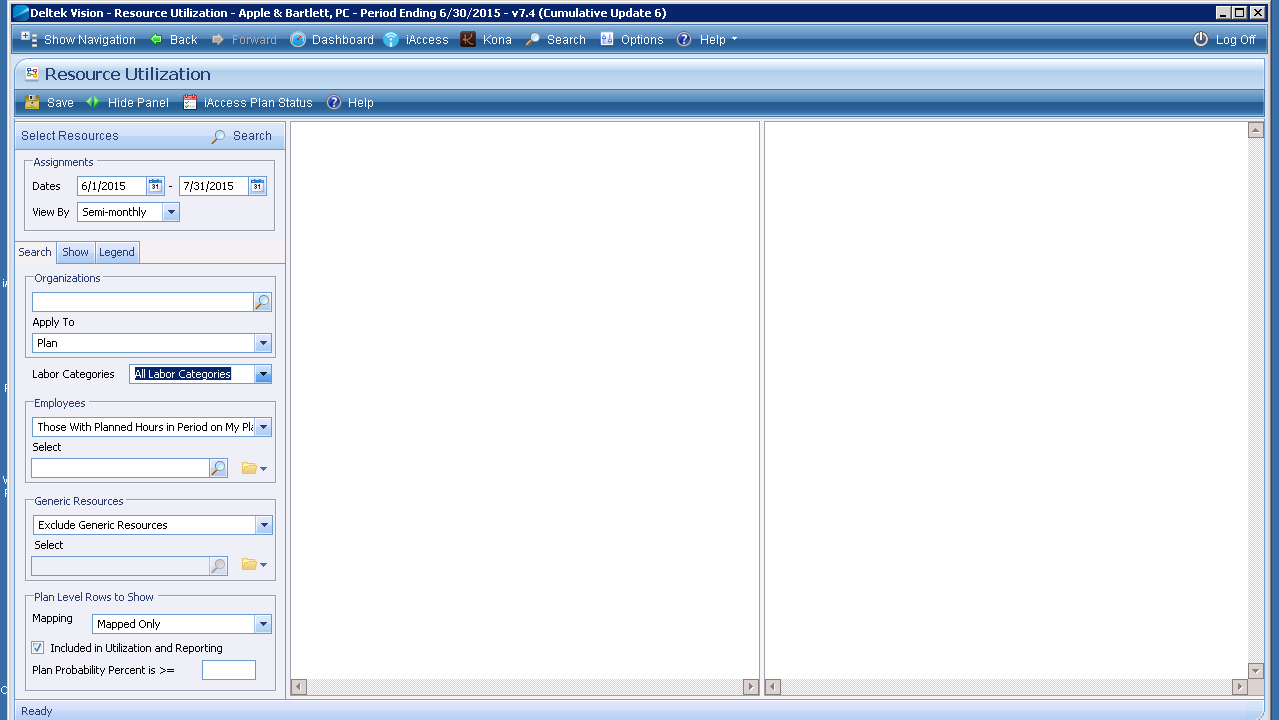 Deltek Vision - Resource Utilization - Apple & Bartlett, PC - Period Ending 6/30/2015 - v7.4 (Cumulative Update 6)
Show Navigation Back Forward Dashboard iAccess Kona Search Options Help Log Off
Resource Utilization
Save Hide Panel iAccess Plan Status Help
Select Resources Search
Assignments
Dates 6/1/2015 31 - 7/31/2015 31
View By Semi-monthly
Search Show Legend
Organizations
Apply To
Plan
Labor Categories All Labor Categories
Employees
Those With Planned Hours in Period on My Pla
Select
Generic Resources
Exclude Generic Resources
Select
Plan Level Rows to Show
Mapping Mapped Only
Included in Utilization and Reporting
Plan Probability Percent is >=
Ready